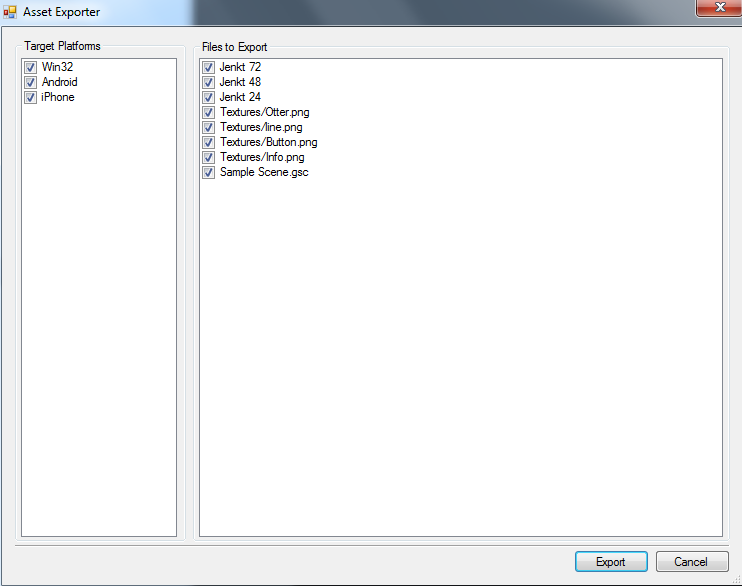 Asset Exporter
Target Platforms
Win32
Android
iPhone
Files to Export
Jenkt 72
Jenkt 48
Jenkt 24
Textures/Otter.png
Textures/line.png
Textures/Button.png
Textures/Info.png
Sample Scene.gsc
Export
Cancel